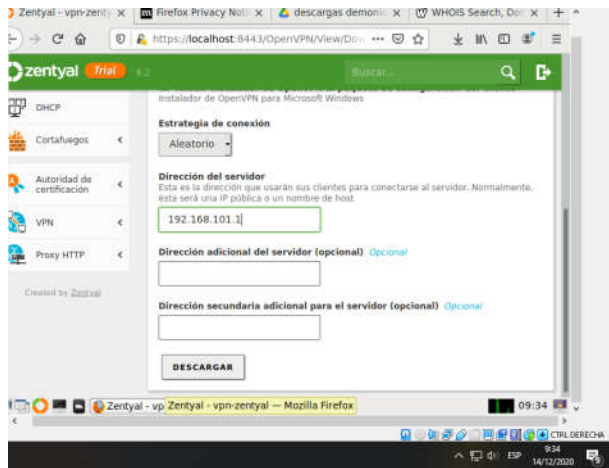 Zentyal - vpn-zenty
Firefox Privacy Noti
descargas demonio
WHOIS Search, Do
https://localhost:8443/OpenVPN/View/Dow
zentyal Trial 6.2 Buscar...
Instalador de OpenVPN para Microsoft Windows
DHCP
Cortafuegos
Autoridad de
certificación
VPN
Proxy HTTP
Created by Zentyal
Estrategia de conexión
Aleatorio
Dirección del servidor
Esta es la dirección que usarán sus clientes para conectarse al servidor. Normalmente,
ésta será una IP pública o un nombre de host
192.168.101.1
Dirección adicional del servidor (opcional) Opcional
Dirección secundaria adicional para el servidor (opcional) Opcional
DESCARGAR
Zentyal - vp
Zentyal - vpn-zentyal — Mozilla Firefox
09:34
CTRL DERECHA
ESP
9:34
14/12/2020